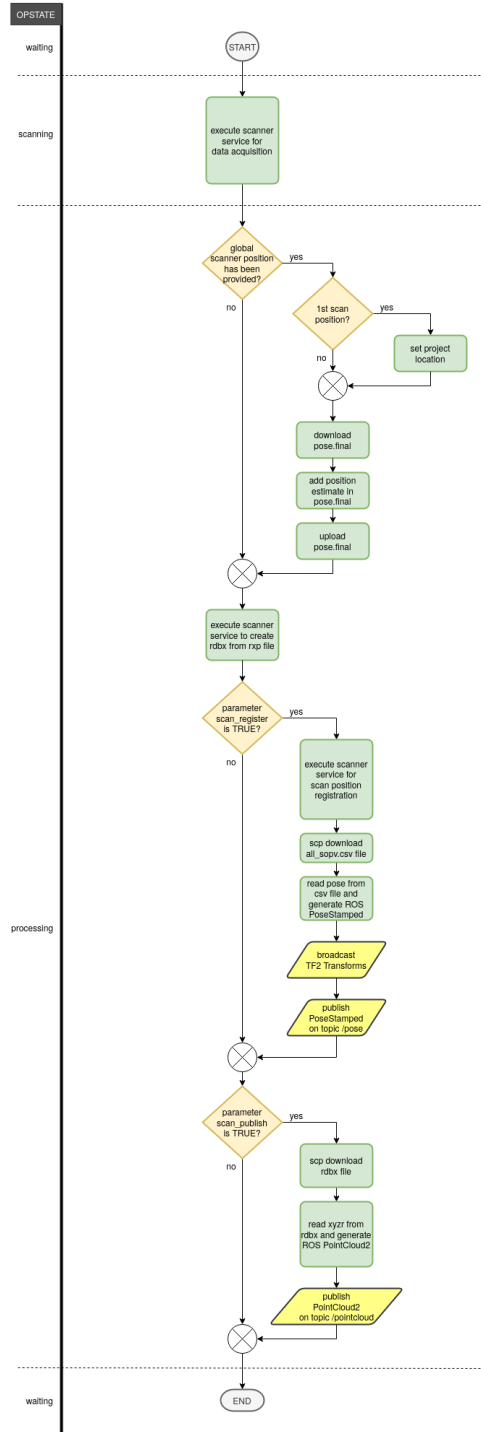 OPSTATE
waiting
START
scanning
execute scanner
service for
data acquisition
global
scanner position
has been
provided?
yes
no
1st scan
position?
yes
no
set project
location
download
pose.final
add position
estimate in
pose.final
upload
pose.final
execute scanner
service to create
rdbx from rxp file
parameter
scan_register
is TRUE?
yes
no
execute scanner
service for
scan position
registration
scp download
all_sopv.csv file
read pose from
csv file and
generate ROS
PoseStamped
processing
broadcast
TF2 Transforms
publish
PoseStamped
on topic /pose
parameter
scan_publish
is TRUE?
yes
no
scp download
rdbx file
read xyzr from
rdbx and generate
ROS PointCloud2
publish
PointCloud2
on topic /pointcloud
waiting
END